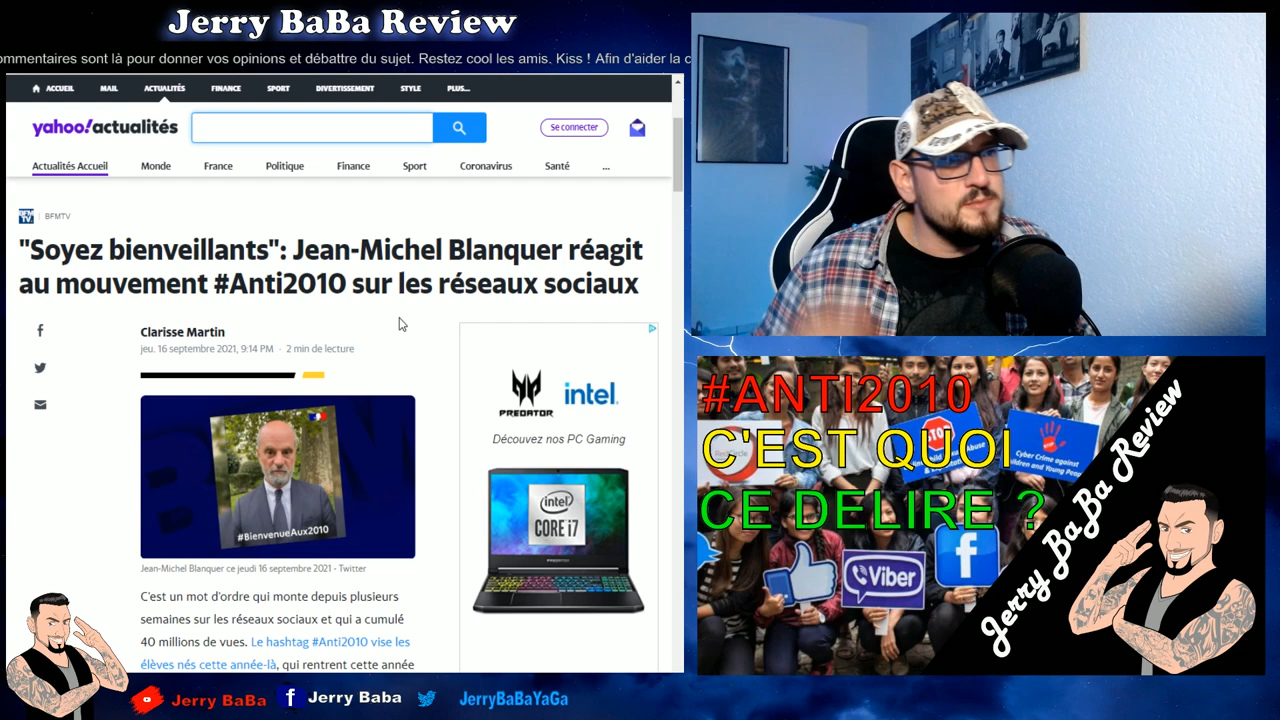 Jerry BaBa Review
commentaires sont là pour donner vos opinions et débattre du sujet. Restez cool les amis. Kiss ! Afin d'aider la
ACCUEIL MAIL ACTUALITÉS FINANCE SPORT DIVERTISSEMENT STYLE PLUS...
yahoo!actualités
Se connecter
Actualités Accueil Monde France Politique Finance Sport Coronavirus Santé ...
BFM TV BFMTV
"Soyez bienveillants": Jean-Michel Blanquer réagit
au mouvement #Anti2010 sur les réseaux sociaux
Clarisse Martin
jeu. 16 septembre 2021, 9:14 PM · 2 min de lecture
#BienvenueAux2010
Jean-Michel Blanquer ce jeudi 16 septembre 2021 - Twitter
C'est un mot d'ordre qui monte depuis plusieurs
semaines sur les réseaux sociaux et qui a cumulé
40 millions de vues. Le hashtag #Anti2010 vise les
élèves nés cette année-là, qui rentrent cette année
PREDATOR intel.
Découvez nos PC Gaming
intel
CORE i7
#ANTI2010
C'EST QUOI
CE DELIRE ?
STOP
Abuse
Cyber Crime against
Children and Young
Viber
f
Jerry BaBa Review
Jerry BaBa
f Jerry Baba
JerryBaBaYaGa